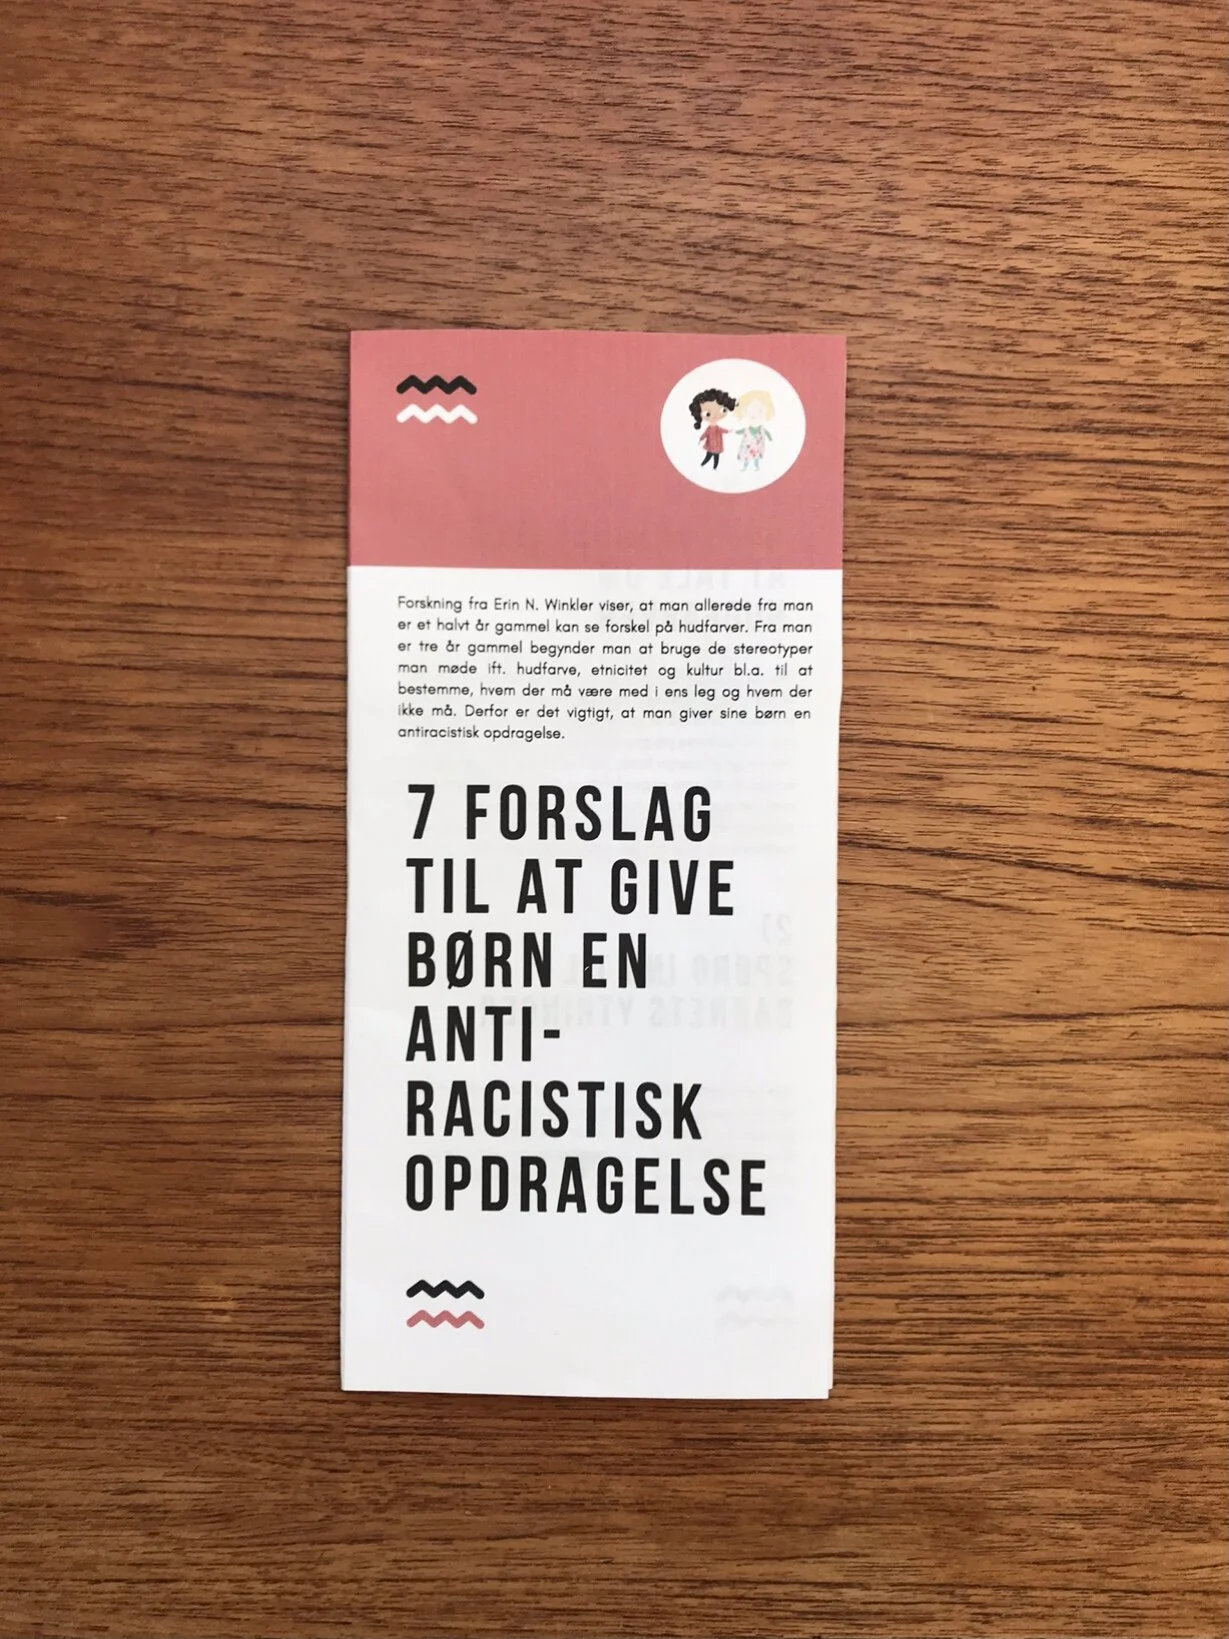 Forskning fra Erin N. Winkler viser, at man allerede fra man
er et halvt år gammel kan se forskel på hudfarver. Fra man
er tre år gammel begynder man at bruge de stereotyper
man møde ift. hudfarve, etnicitet og kultur bl.a. til at
bestemme, hvem der må være med i ens leg og hvem der
ikke må. Derfor er det vigtigt, at man giver sine børn en
antiracistisk opdragelse.
7 FORSLAG
TIL AT GIVE
BØRN EN
ANTI-
RACISTISK
OPDRAGELSE